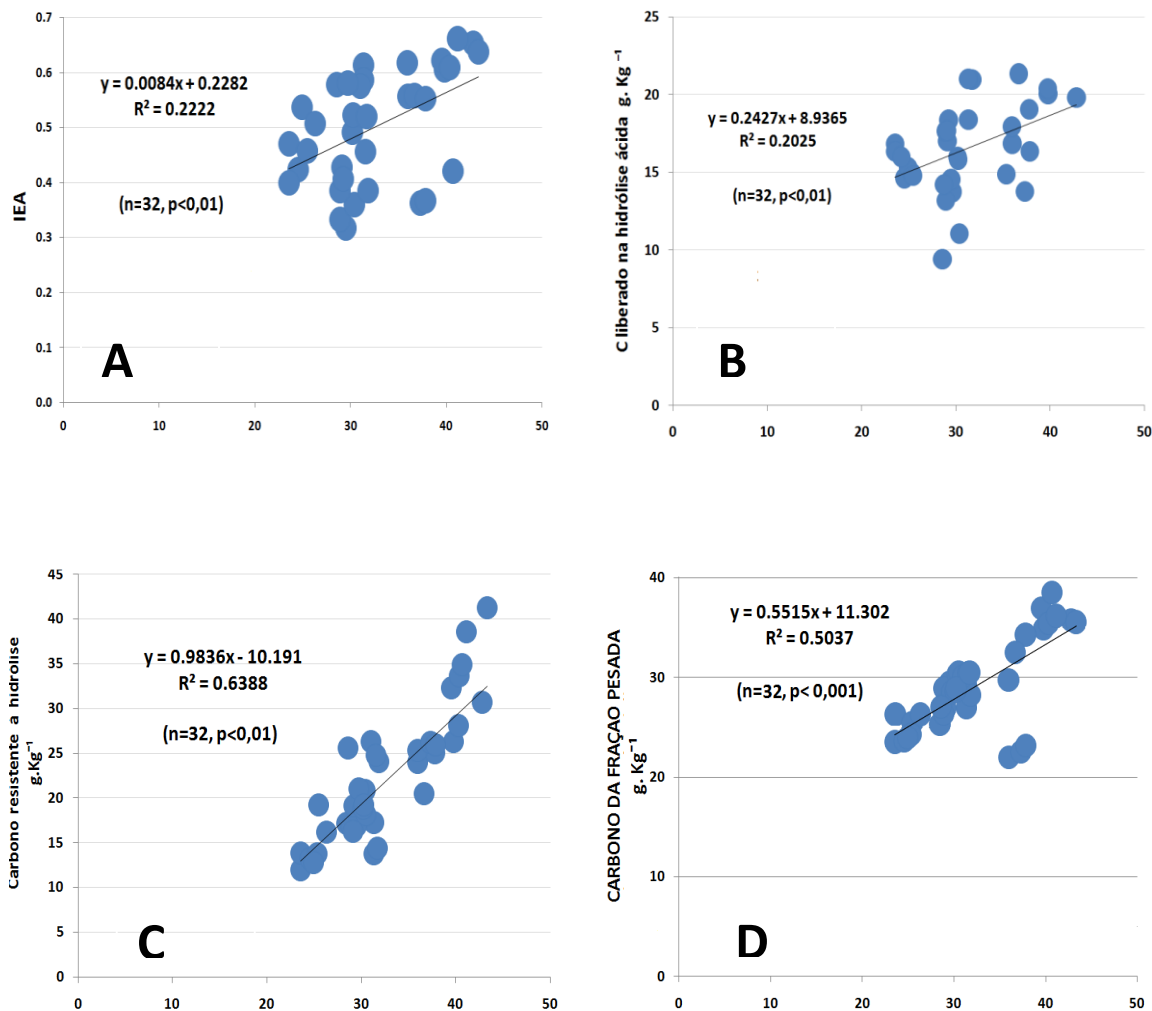 0.7
0.6
0.5
0.4
0.3
0.2
0.1
0.0
IEA
y = 0.0084x + 0.2282
R² = 0.2222
(n=32, p<0,01)
A
0 10 20 30 40 50
25
20
15
10
5
0
C liberado na hidrólise ácida g. Kg ⁻¹
y = 0.2427x + 8.9365
R² = 0.2025
(n=32, p<0,01)
B
0 10 20 30 40 50
45
40
35
30
25
20
15
10
5
0
Carbono resistente a hidrolise
g.Kg⁻¹
y = 0.9836x - 10.191
R² = 0.6388
(n=32, p<0,01)
C
0 10 20 30 40 50
40
30
20
10
0
CARBONO DA FRAÇAO PESADA
g. Kg⁻¹
y = 0.5515x + 11.302
R² = 0.5037
(n=32, p< 0,001)
D
0 10 20 30 40 50